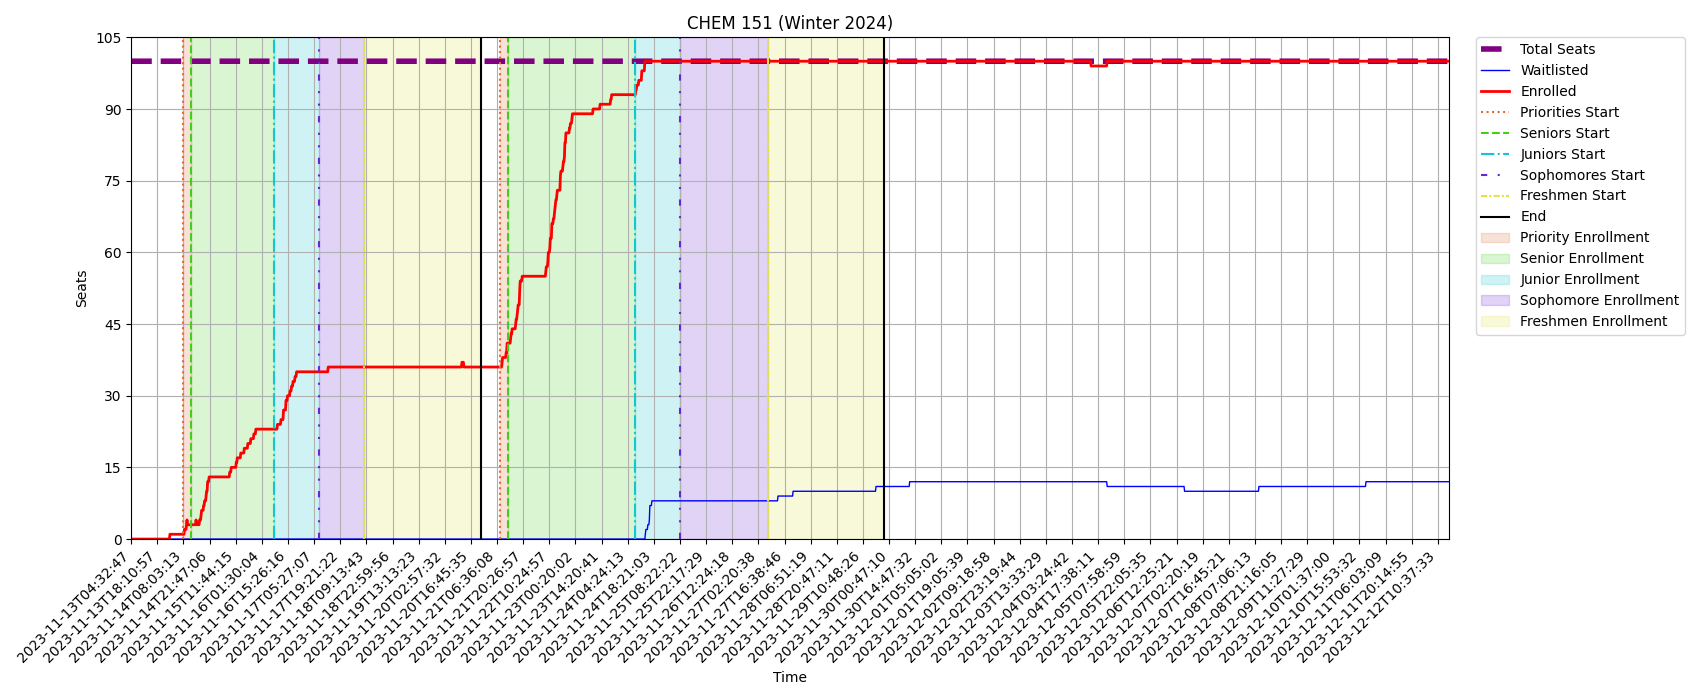 CHEM 151 (Winter 2024)
105
90
75
60
45
30
15
0
Seats
2023-11-13T04:32:47
2023-11-13T18:10:57
2023-11-14T08:03:13
2023-11-14T21:47:06
2023-11-15T11:44:15
2023-11-16T01:30:04
2023-11-16T15:26:16
2023-11-17T05:27:07
2023-11-17T19:21:22
2023-11-18T09:13:43
2023-11-18T22:59:56
2023-11-19T13:13:23
2023-11-20T02:57:32
2023-11-20T16:45:35
2023-11-21T06:36:08
2023-11-21T20:26:57
2023-11-22T10:24:57
2023-11-23T00:20:02
2023-11-23T14:20:41
2023-11-24T04:24:13
2023-11-24T18:21:03
2023-11-25T08:22:22
2023-11-25T22:17:29
2023-11-26T12:24:18
2023-11-27T02:20:38
2023-11-27T16:38:46
2023-11-28T06:51:19
2023-11-28T20:47:11
2023-11-29T10:48:26
2023-11-30T00:47:10
2023-11-30T14:47:32
2023-12-01T05:05:02
2023-12-01T19:05:39
2023-12-02T09:18:58
2023-12-02T23:19:44
2023-12-03T13:33:29
2023-12-04T03:24:42
2023-12-04T17:38:11
2023-12-05T07:58:59
2023-12-05T22:05:35
2023-12-06T12:25:21
2023-12-07T02:20:19
2023-12-07T16:45:21
2023-12-08T07:06:13
2023-12-08T21:16:05
2023-12-09T11:27:29
2023-12-10T01:37:00
2023-12-10T15:53:32
2023-12-11T06:03:09
2023-12-11T20:14:55
2023-12-12T10:37:33
Time
Total Seats
Waitlisted
Enrolled
Priorities Start
Seniors Start
Juniors Start
Sophomores Start
Freshmen Start
End
Priority Enrollment
Senior Enrollment
Junior Enrollment
Sophomore Enrollment
Freshmen Enrollment